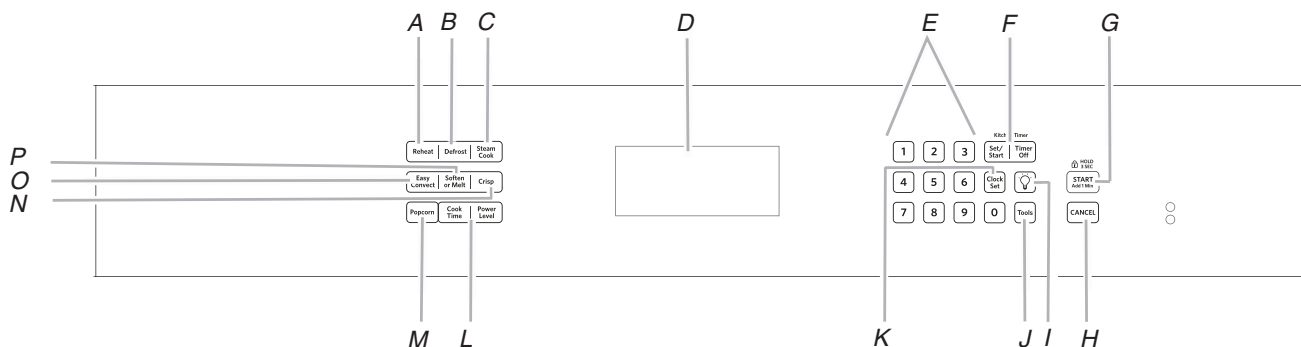 A B C D E F G
Kitch Timer
Reheat Defrost Steam Cook
1 2 3 Set/ Start Timer Off
HOLD 3 SEC
P
O
N
Easy Convect Soften or Melt Crisp
4 5 6 Clock Set
START Add 1 Min
Popcorn Cook Time Power Level
7 8 9 0 Tools
CANCEL
M L K J I H